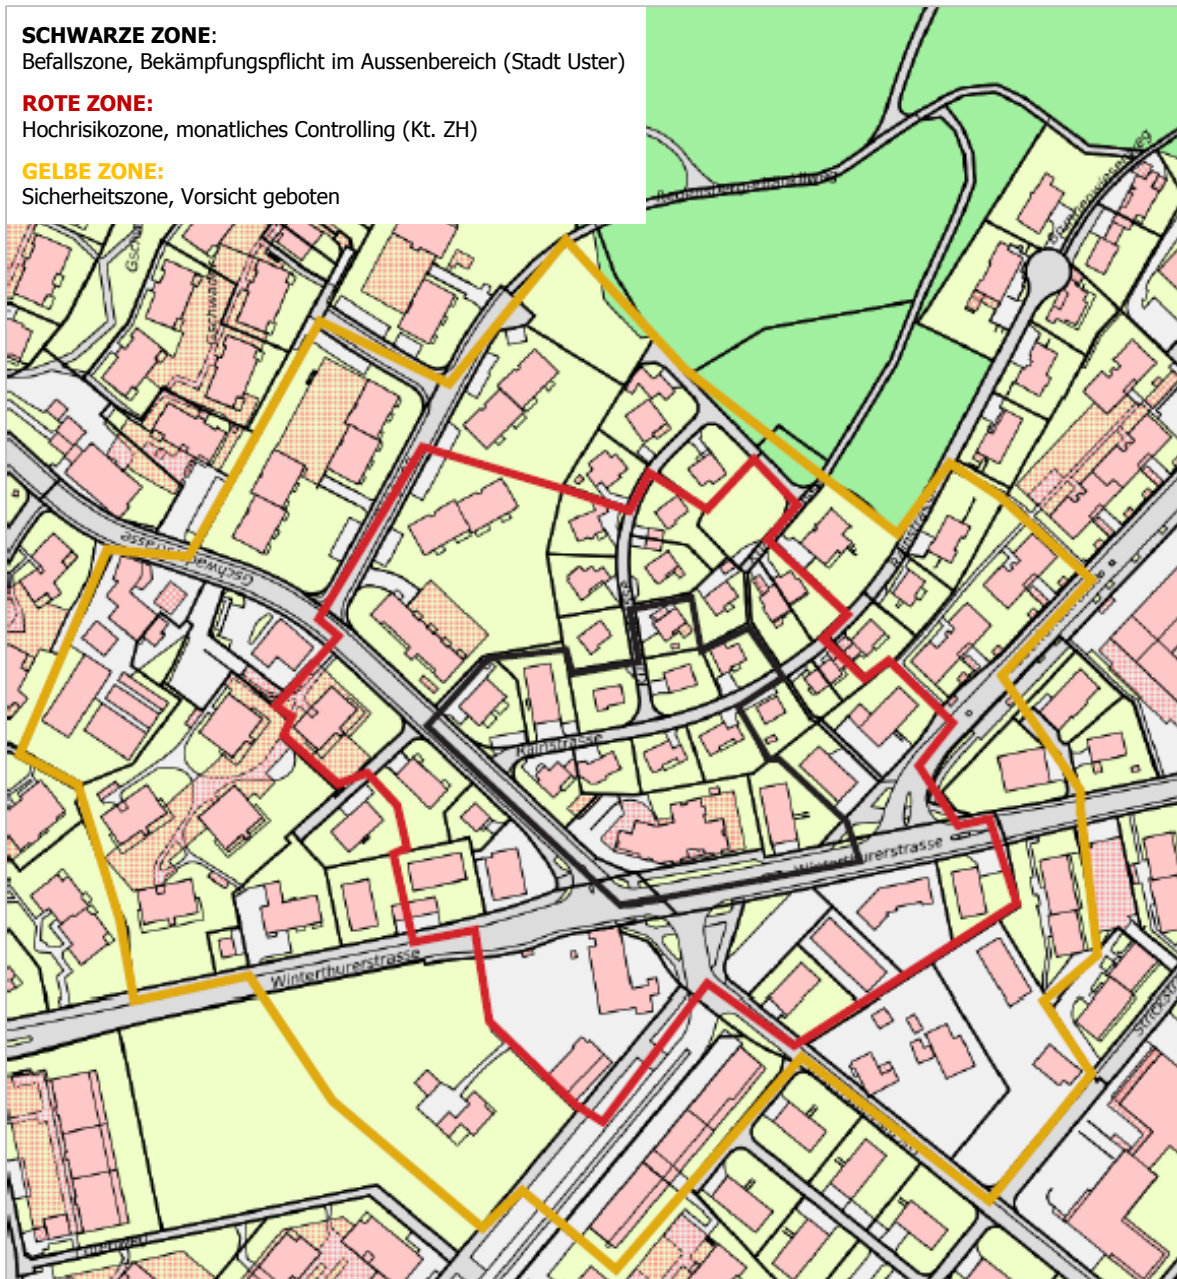 SCHWARZE ZONE:
Befallszone, Bekämpfungspflicht im Aussenbereich (Stadt Uster)
ROTE ZONE:
Hochrisikozone, monatliches Controlling (Kt. ZH)
GELBE ZONE:
Sicherheitszone, Vorsicht geboten
Rainstrasse
Winterthurerstrasse
Winterthurerstrasse